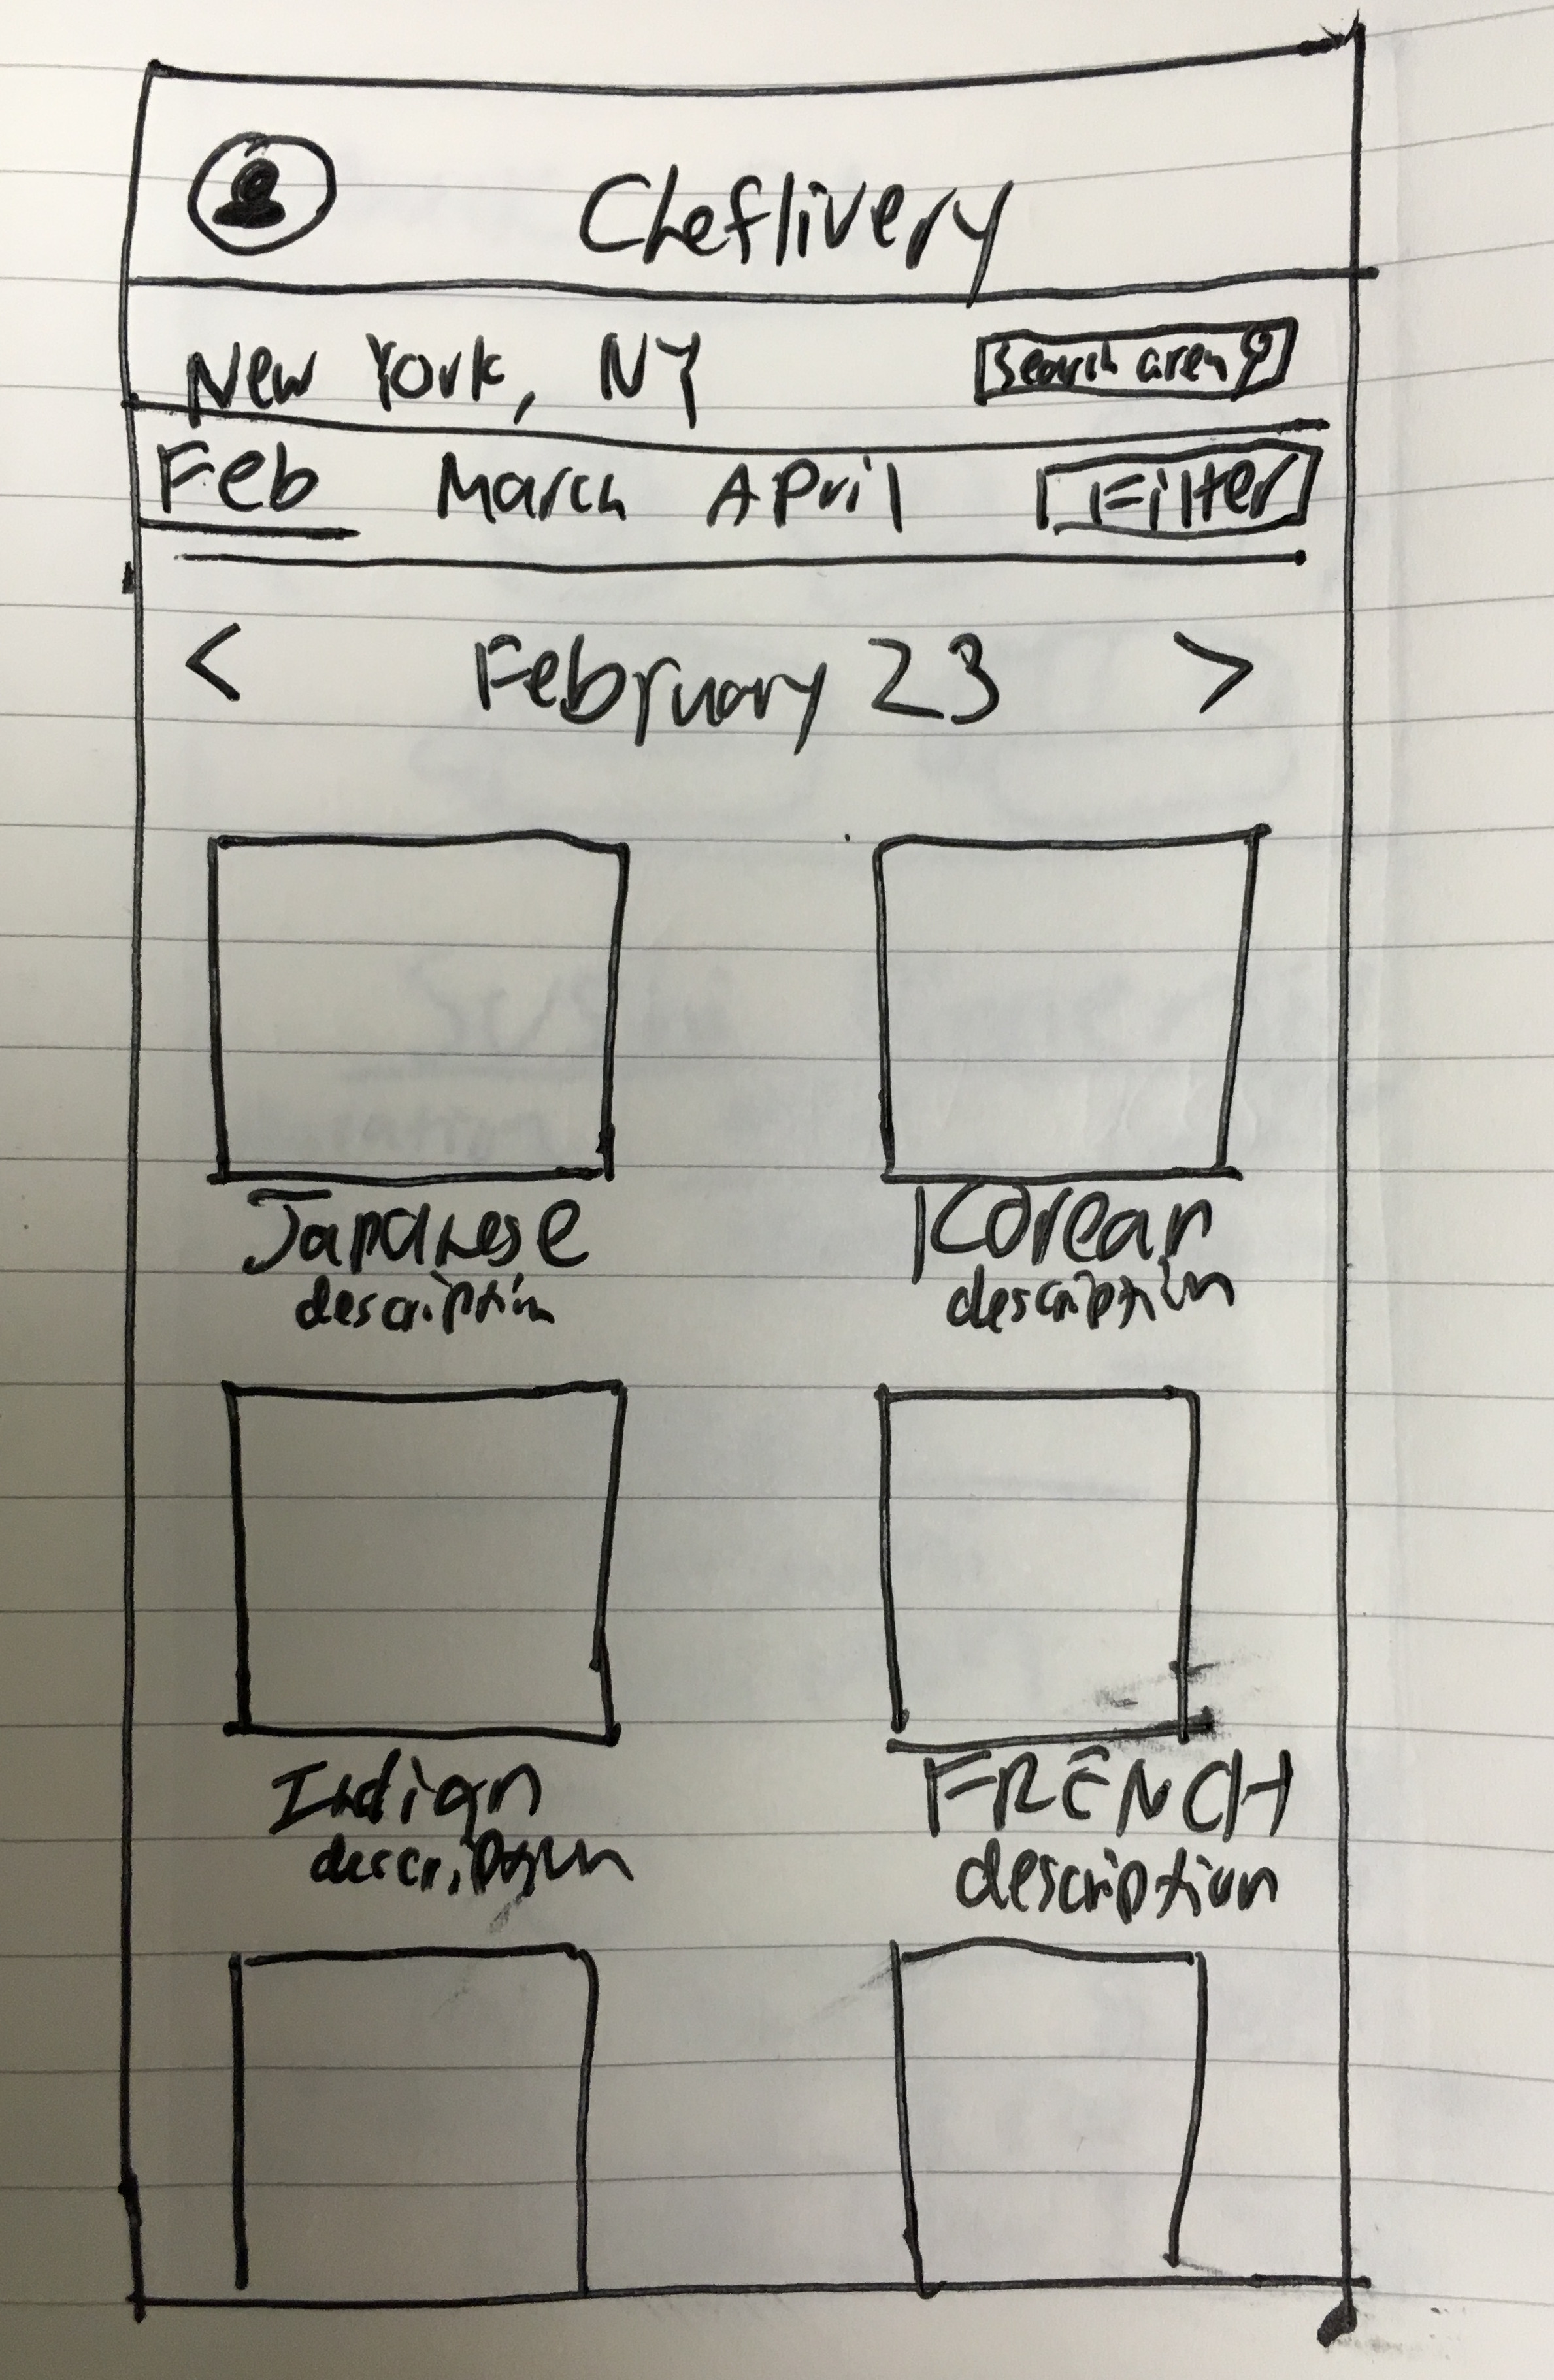 Cheflivery
New York, NY Search area
Feb March April Filter
< February 23 >
Japanese Korean
description description
Indian FRENCH
description description